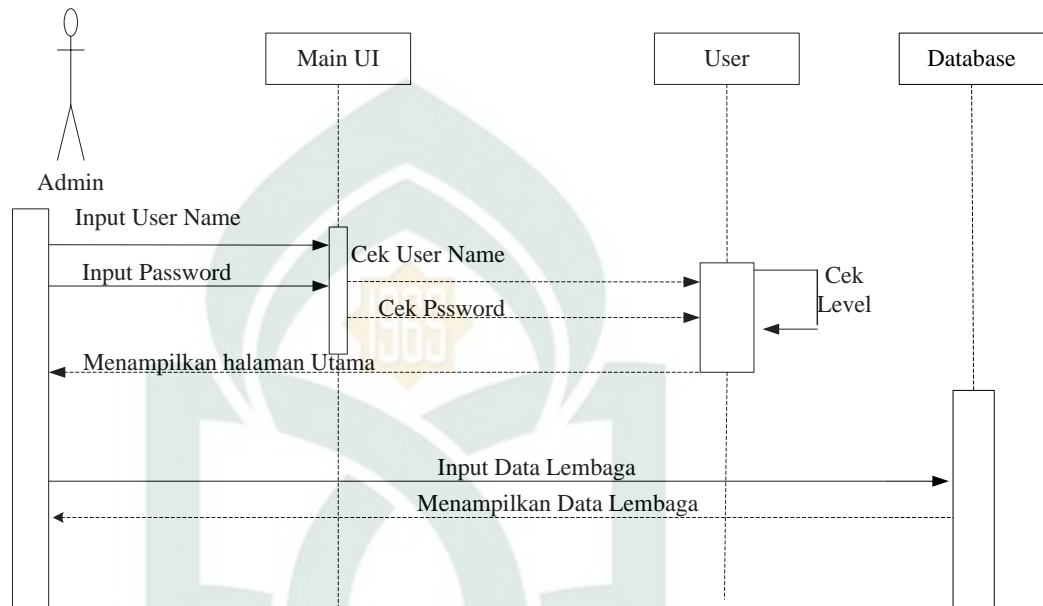 Main UI
User
Database
Admin
Input User Name
Cek User Name
Input Password
Cek
Level
Cek Pssword
1965
Menampilkan halaman Utama
Input Data Lembaga
Menampilkan Data Lembaga